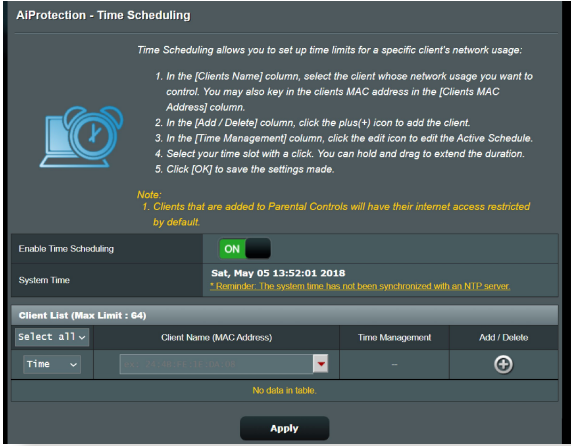 AiProtection - Time Scheduling
Time Scheduling allows you to set up time limits for a specific client's network usage:
1. In the [Clients Name] column, select the client whose network usage you want to
control. You may also key in the clients MAC address in the [Clients MAC
Address] column.
2. In the [Add / Delete] column, click the plus(+) icon to add the client.
3. In the [Time Management] column, click the edit icon to edit the Active Schedule.
4. Select your time slot with a click. You can hold and drag to extend the duration.
5. Click [OK] to save the settings made.
Note:
1. Clients that are added to Parental Controls will have their internet access restricted
by default.
Enable Time Scheduling ON
System Time Sat, May 05 13:52:01 2018
* Reminder: The system time has not been synchronized with an NTP server.
Client List (Max Limit : 64)
Select all Client Name (MAC Address) Time Management Add / Delete
Time –
No data in table.
Apply